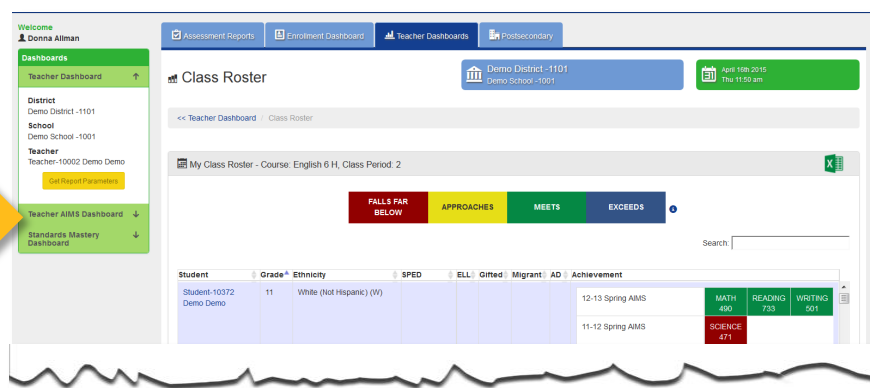 Welcome
Donna Allman
Assessment Reports
Enrollment Dashboard
Teacher Dashboards
Postsecondary
Dashboards
Teacher Dashboard
District
Demo District -1101
School
Demo School -1001
Teacher
Teacher-10002 Demo Demo
Get Report Parameters
Teacher AIMS Dashboard
Standards Mastery
Dashboard
Class Roster
Demo District -1101
Demo School -1001
April 16th 2015
Thu 11:50 am
<< Teacher Dashboard / Class Roster
My Class Roster - Course: English 6 H, Class Period: 2
FALLS FAR
BELOW
APPROACHES
MEETS
EXCEEDS
Search:
Student Grade Ethnicity SPED ELL Gifted Migrant AD Achievement
Student-10372
Demo Demo
11
White (Not Hispanic) (W)
12-13 Spring AIMS
MATH
490
READING
733
WRITING
501
11-12 Spring AIMS
SCIENCE
471